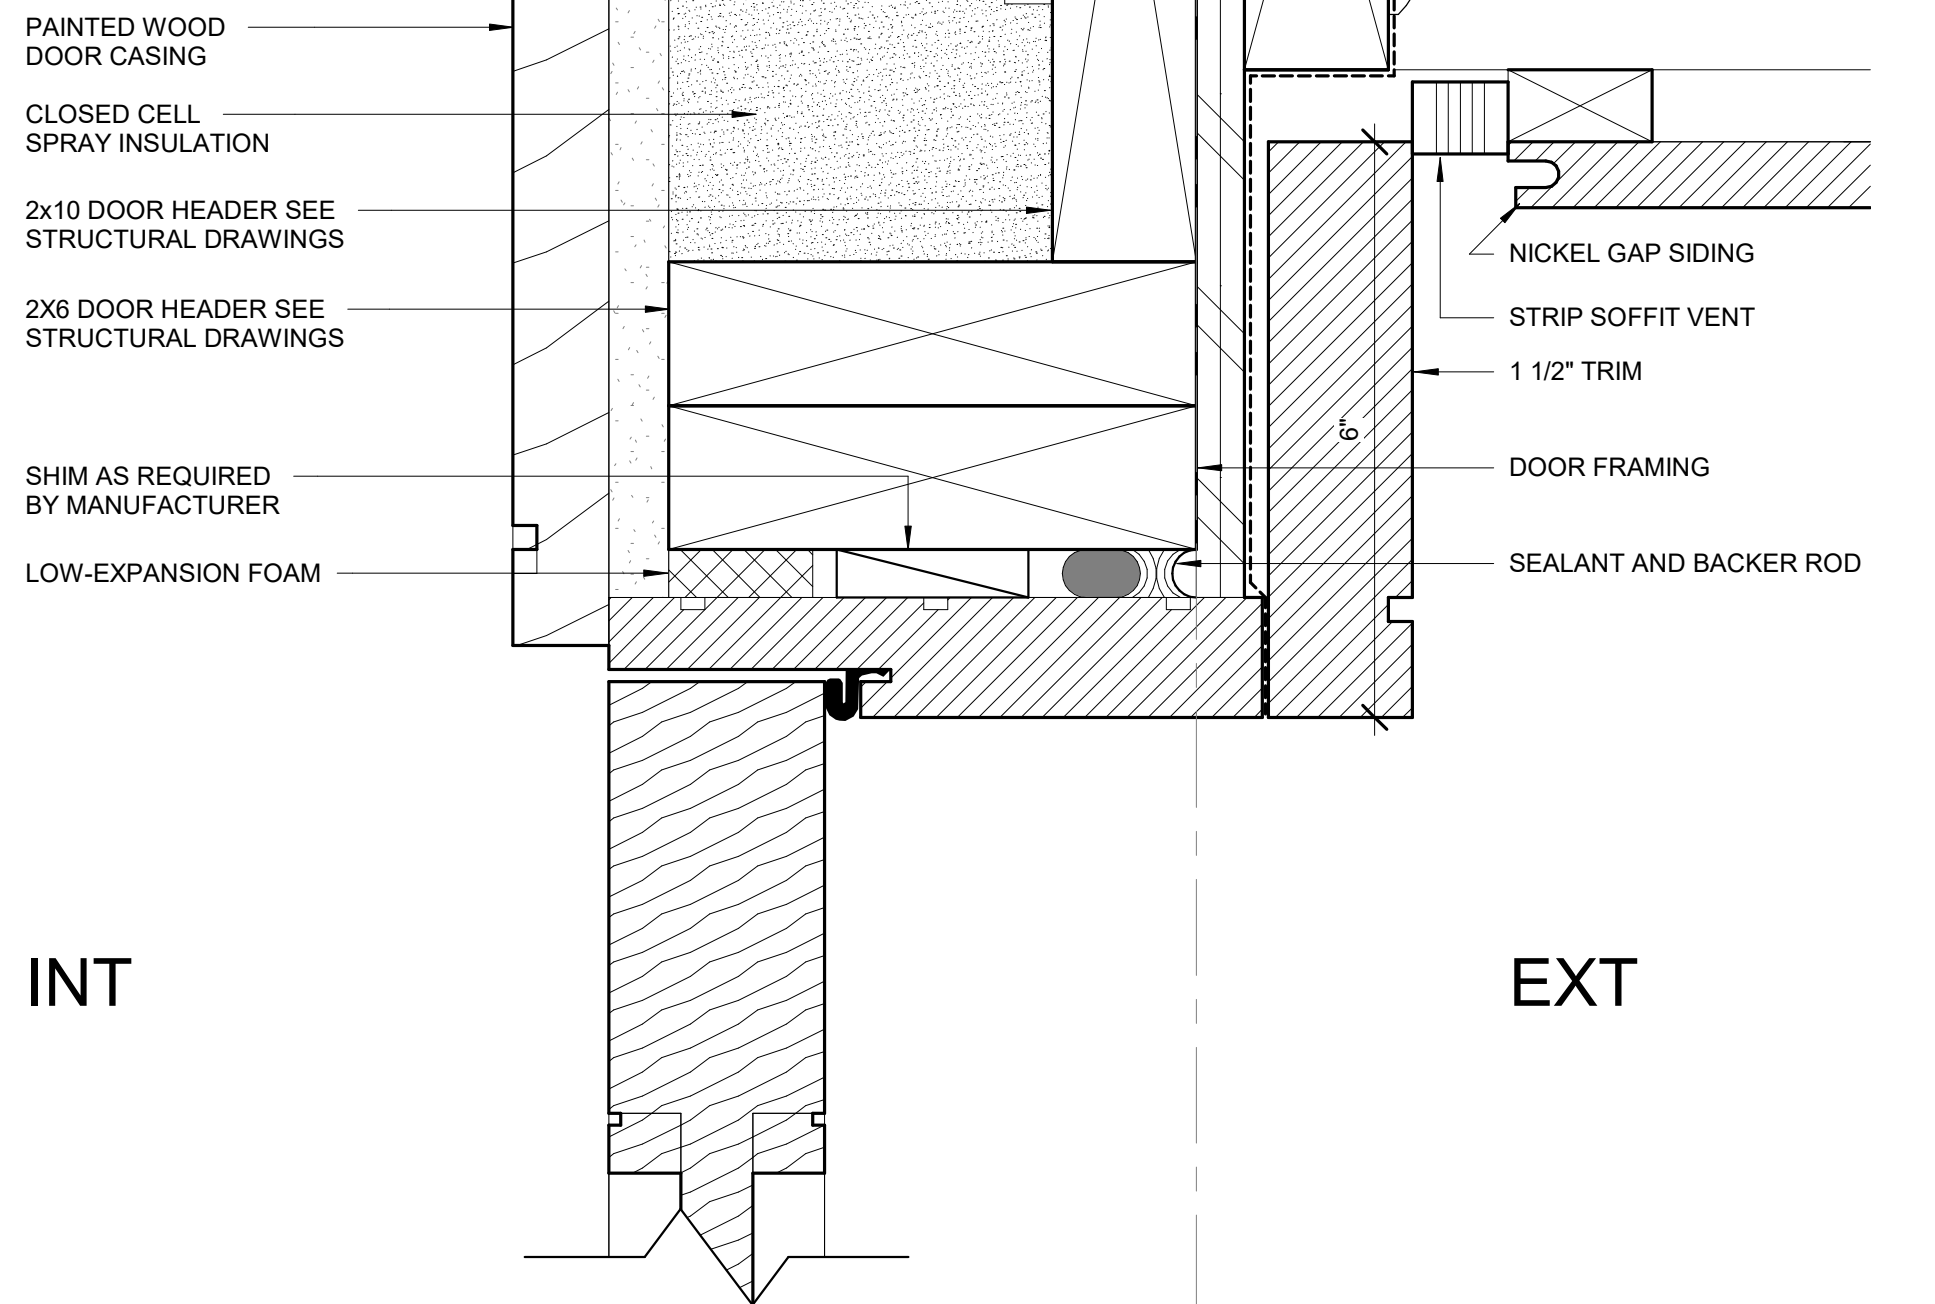 PAINTED WOOD
DOOR CASING
CLOSED CELL
SPRAY INSULATION
2x10 DOOR HEADER SEE
STRUCTURAL DRAWINGS
2X6 DOOR HEADER SEE
STRUCTURAL DRAWINGS
SHIM AS REQUIRED
BY MANUFACTURER
LOW-EXPANSION FOAM
NICKEL GAP SIDING
STRIP SOFFIT VENT
1 1/2" TRIM
6"
DOOR FRAMING
SEALANT AND BACKER ROD
INT
EXT